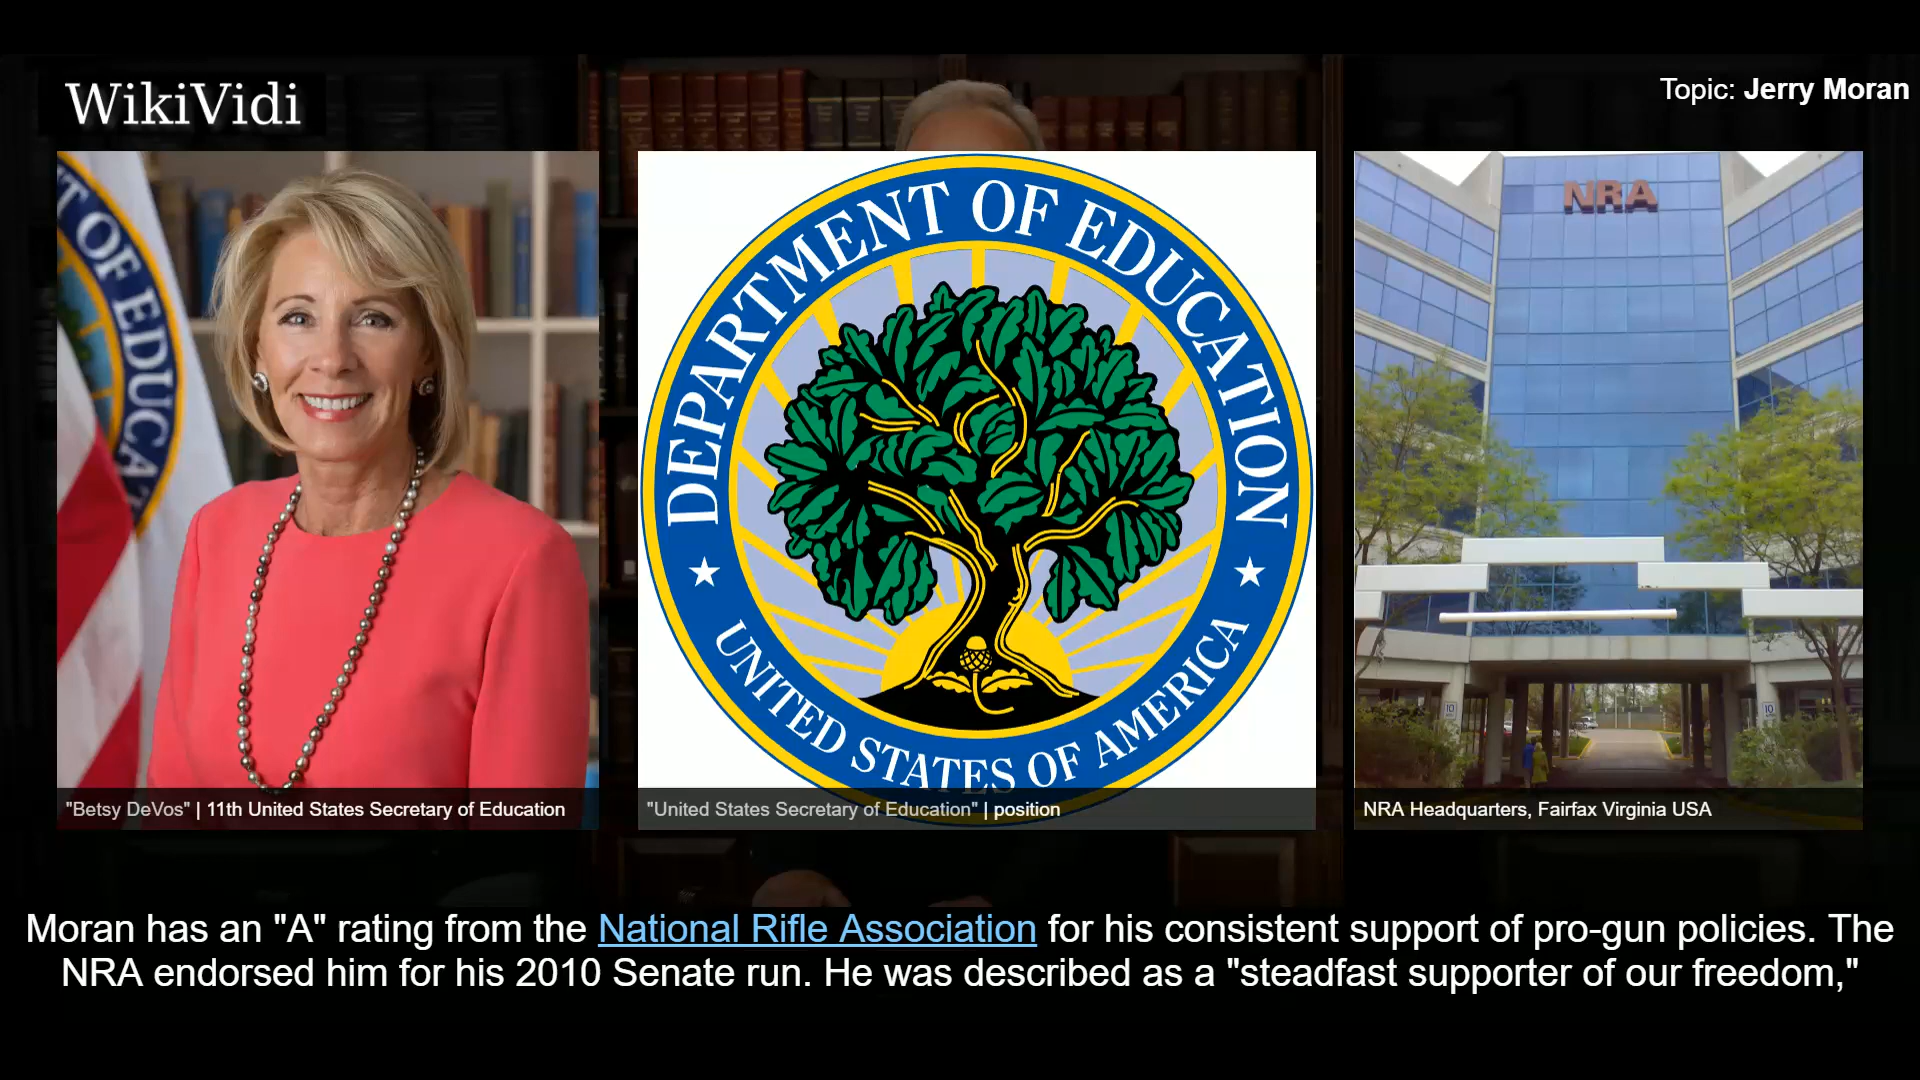 WikiVidi
Topic: Jerry Moran
T OF EDUCA
DEPARTMENT OF EDUCATION
UNITED STATES OF AMERICA
NRA
10
10
"Betsy DeVos" | 11th United States Secretary of Education
"United States Secretary of Education" | position
NRA Headquarters, Fairfax Virginia USA
Moran has an "A" rating from the National Rifle Association for his consistent support of pro-gun policies. The
NRA endorsed him for his 2010 Senate run. He was described as a "steadfast supporter of our freedom,"